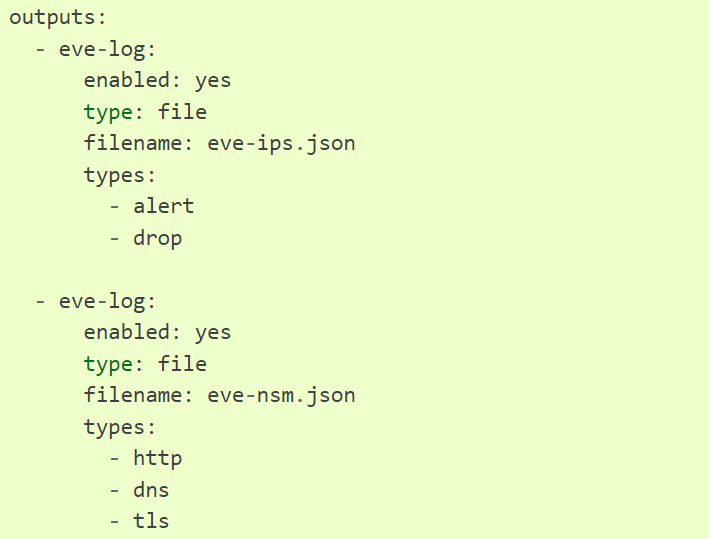 outputs:
  - eve-log:
      enabled: yes
      type: file
      filename: eve-ips.json
      types:
        - alert
        - drop

  - eve-log:
      enabled: yes
      type: file
      filename: eve-nsm.json
      types:
        - http
        - dns
        - tls